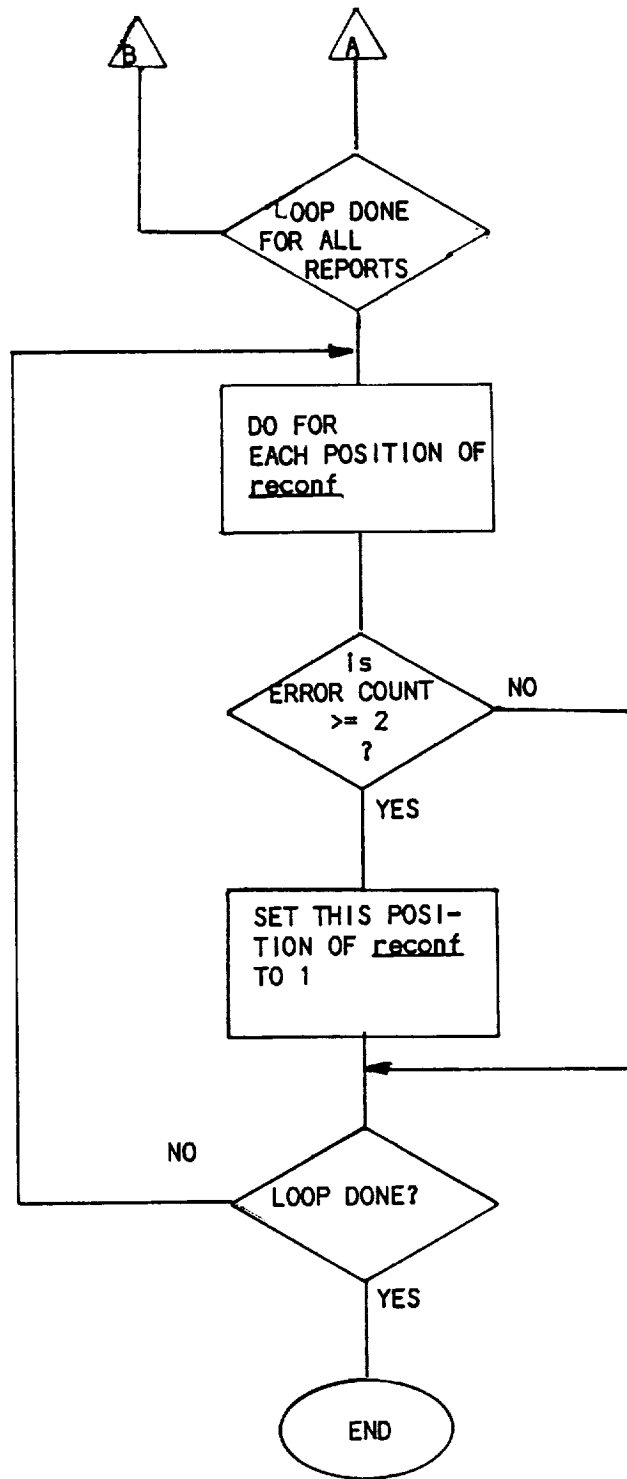 B
A
LOOP DONE
FOR ALL
REPORTS
DO FOR
EACH POSITION OF
reconf
is
ERROR COUNT
>= 2
?
NO
YES
SET THIS POSI-
TION OF reconf
TO 1
NO
LOOP DONE?
YES
END